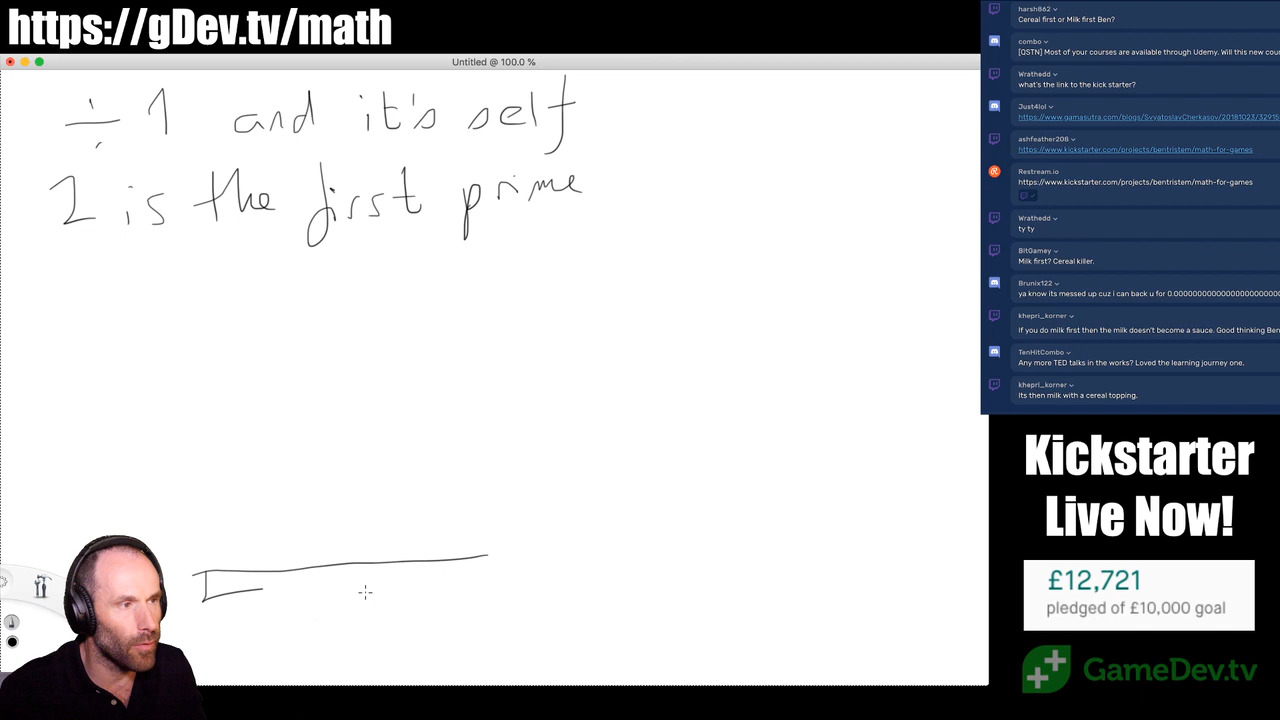 https://gDev.tv/math
Untitled @ 100.0 %
÷ 1 and it's self
2 is the first prime
harsh862
Cereal first or Milk first Ben?
combo
[QSTN] Most of your courses are available through Udemy. Will this new cou
Wrathedd
what's the link to the kick starter?
Just4lol
https://www.gamasutra.com/blogs/SvyatoslavCherkasov/20181023/32915
ashfeather208
https://www.kickstarter.com/projects/bentristem/math-for-games
Restream.io
https://www.kickstarter.com/projects/bentristem/math-for-games
Wrathedd
ty ty
BitGamey
Milk first? Cereal killer.
Brunix122
ya know its messed up cuz i can back u for 0.000000000000000000000000
khepri_korner
If you do milk first then the milk doesn't become a sauce. Good thinking Ben
TenHitCombo
Any more TED talks in the works? Loved the learning journey one.
khepri_korner
Its then milk with a cereal topping.
Kickstarter
Live Now!
£12,721
pledged of £10,000 goal
GameDev.tv